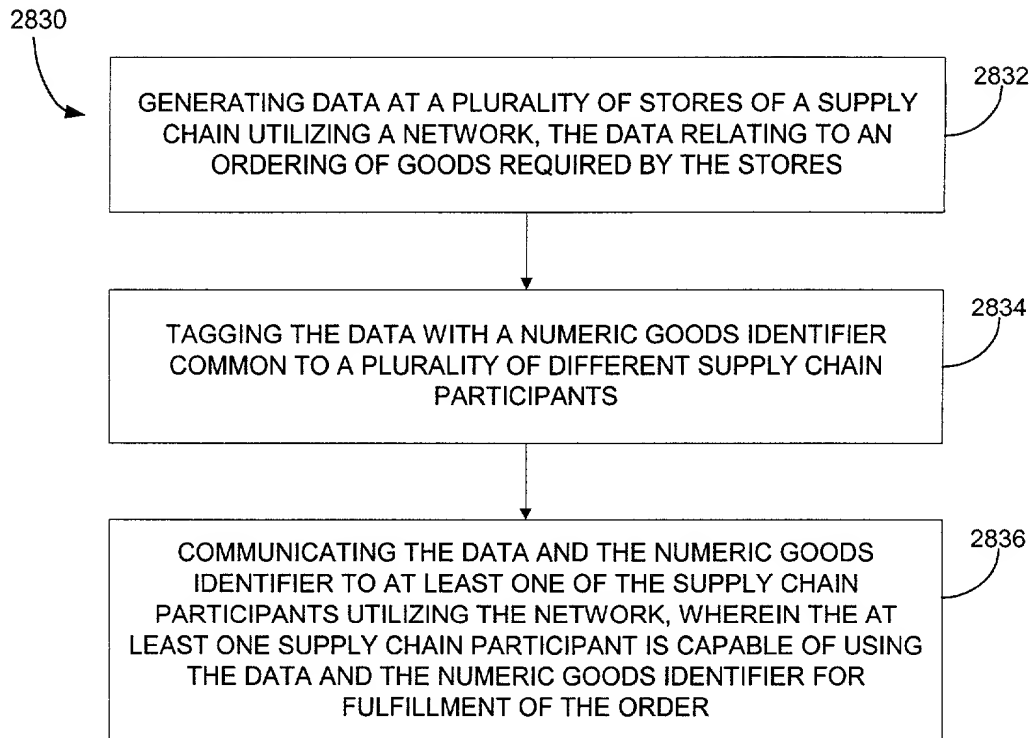 2830
2832
GENERATING DATA AT A PLURALITY OF STORES OF A SUPPLY
CHAIN UTILIZING A NETWORK, THE DATA RELATING TO AN
ORDERING OF GOODS REQUIRED BY THE STORES
2834
TAGGING THE DATA WITH A NUMERIC GOODS IDENTIFIER
COMMON TO A PLURALITY OF DIFFERENT SUPPLY CHAIN
PARTICIPANTS
2836
COMMUNICATING THE DATA AND THE NUMERIC GOODS
IDENTIFIER TO AT LEAST ONE OF THE SUPPLY CHAIN
PARTICIPANTS UTILIZING THE NETWORK, WHEREIN THE AT
LEAST ONE SUPPLY CHAIN PARTICIPANT IS CAPABLE OF USING
THE DATA AND THE NUMERIC GOODS IDENTIFIER FOR
FULFILLMENT OF THE ORDER